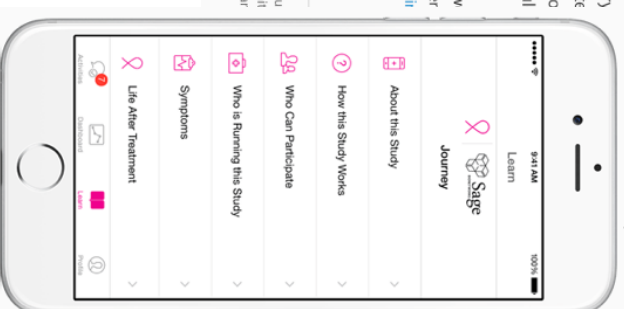 9:41 AM
100%
Learn
Sage
Journey
About this Study
How this Study Works
Who Can Participate
Who is Running this Study
Symptoms
Life After Treatment
7
Activities
Dashboard
Learn
Profile